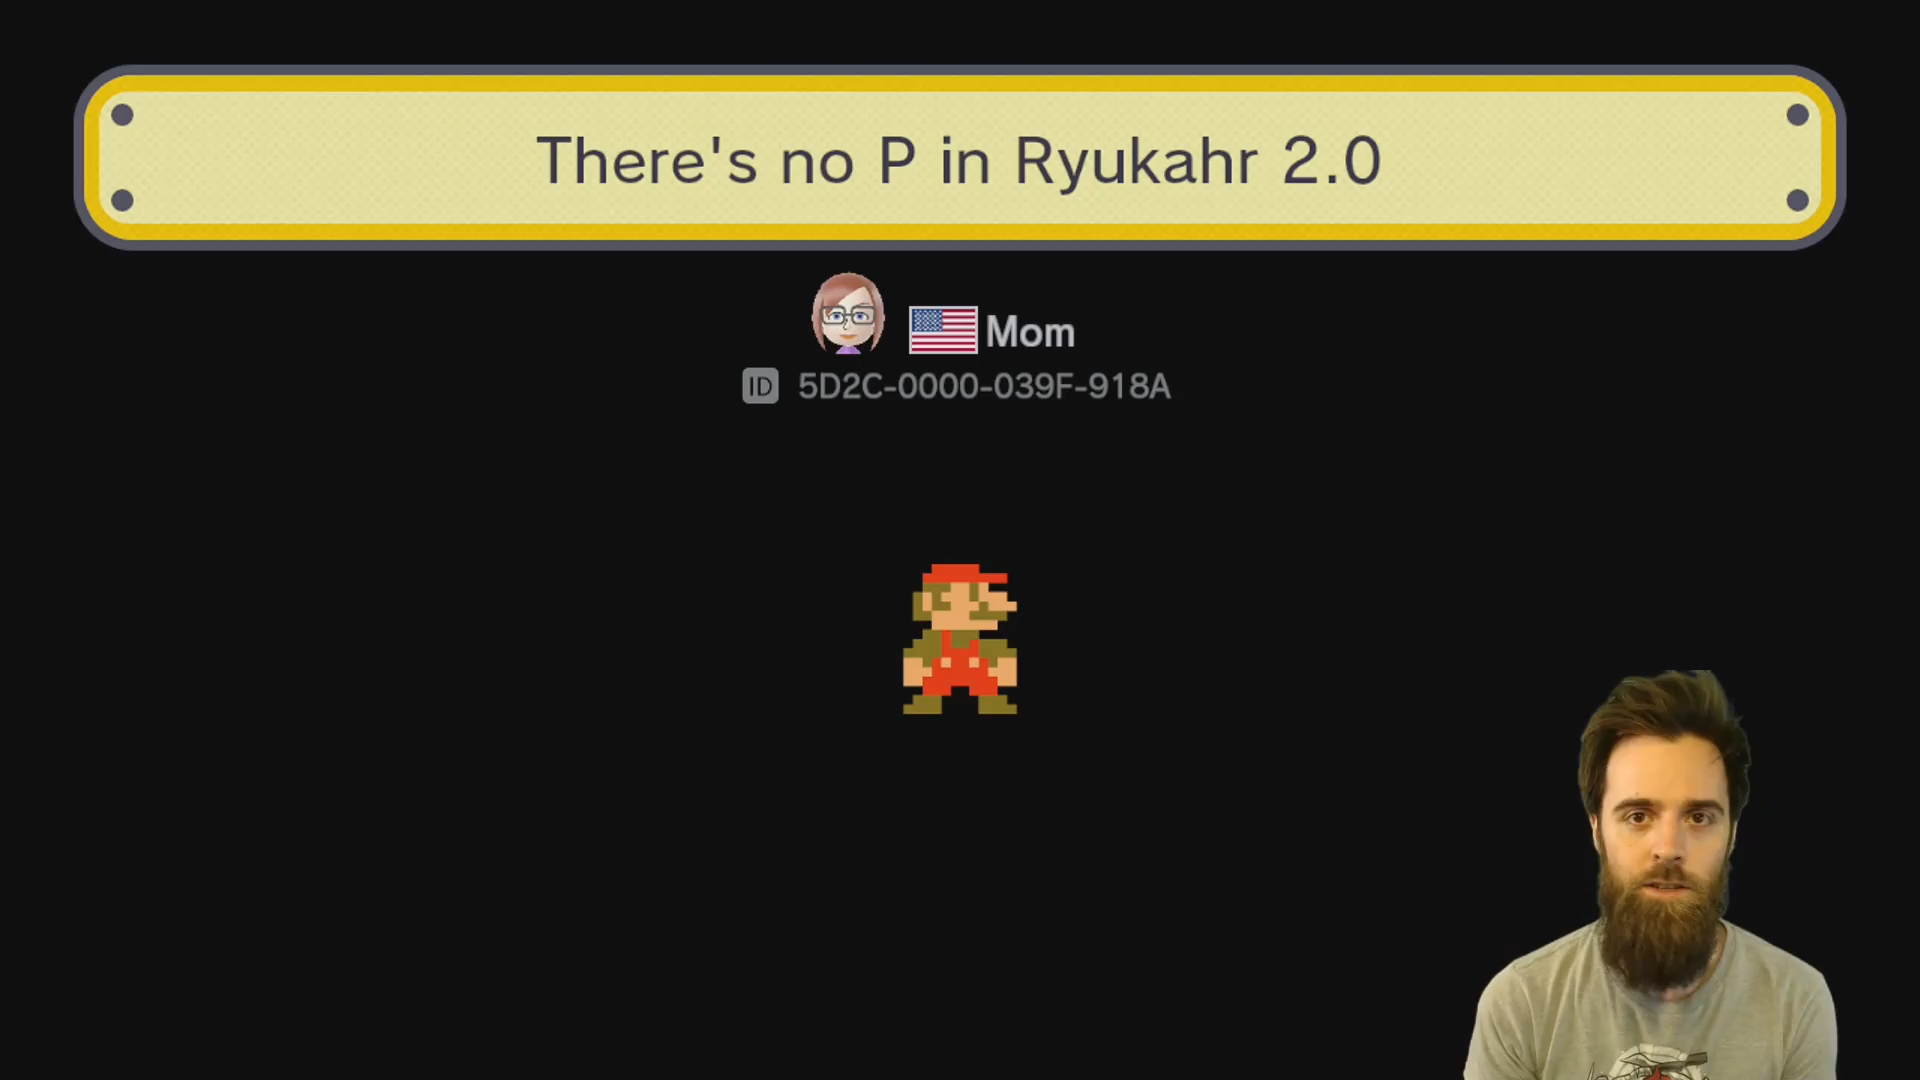 There's no P in Ryukahr 2.0
Mom
ID 5D2C-0000-039F-918A